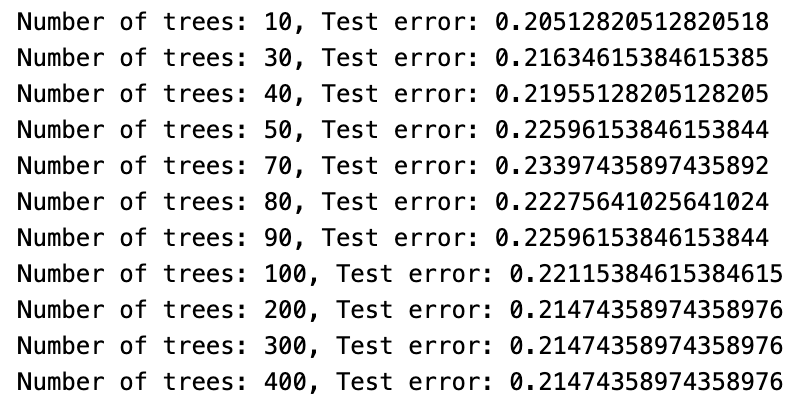 Number of trees: 10, Test error: 0.20512820512820518
Number of trees: 30, Test error: 0.21634615384615385
Number of trees: 40, Test error: 0.21955128205128205
Number of trees: 50, Test error: 0.22596153846153844
Number of trees: 70, Test error: 0.23397435897435892
Number of trees: 80, Test error: 0.22275641025641024
Number of trees: 90, Test error: 0.22596153846153844
Number of trees: 100, Test error: 0.22115384615384615
Number of trees: 200, Test error: 0.21474358974358976
Number of trees: 300, Test error: 0.21474358974358976
Number of trees: 400, Test error: 0.21474358974358976